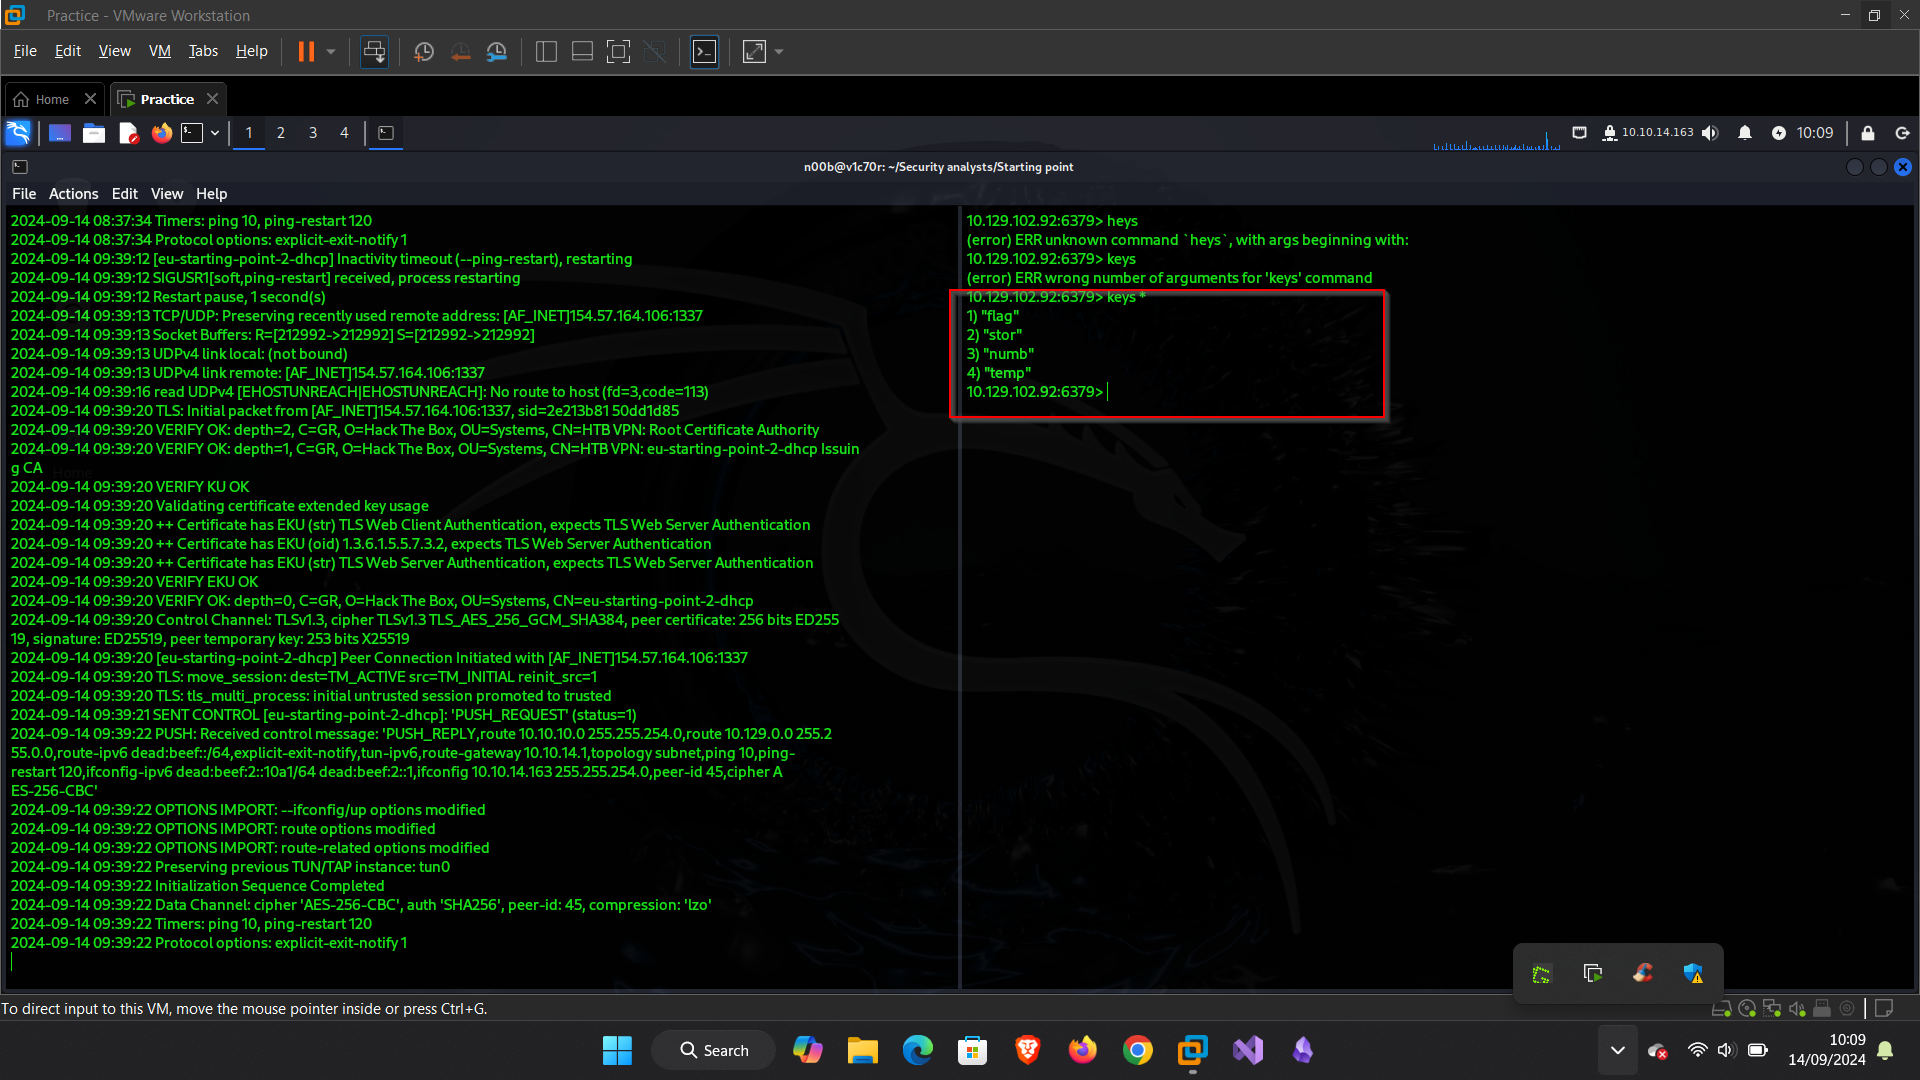 Practice - VMware Workstation
File Edit View VM Tabs Help
Home Practice
1 2 3 4 10.10.14.163 10:09
n00b@v1c70r: ~/Security analysts/Starting point
File Actions Edit View Help
2024-09-14 08:37:34 Timers: ping 10, ping-restart 120
2024-09-14 08:37:34 Protocol options: explicit-exit-notify 1
2024-09-14 09:39:12 [eu-starting-point-2-dhcp] Inactivity timeout (--ping-restart), restarting
2024-09-14 09:39:12 SIGUSR1[soft,ping-restart] received, process restarting
2024-09-14 09:39:12 Restart pause, 1 second(s)
2024-09-14 09:39:13 TCP/UDP: Preserving recently used remote address: [AF_INET]154.57.164.106:1337
2024-09-14 09:39:13 Socket Buffers: R=[212992->212992] S=[212992->212992]
2024-09-14 09:39:13 UDPv4 link local: (not bound)
2024-09-14 09:39:13 UDPv4 link remote: [AF_INET]154.57.164.106:1337
2024-09-14 09:39:16 read UDPv4 [EHOSTUNREACH|EHOSTUNREACH]: No route to host (fd=3,code=113)
2024-09-14 09:39:20 TLS: Initial packet from [AF_INET]154.57.164.106:1337, sid=2e213b81 50dd1d85
2024-09-14 09:39:20 VERIFY OK: depth=2, C=GR, O=Hack The Box, OU=Systems, CN=HTB VPN: Root Certificate Authority
2024-09-14 09:39:20 VERIFY OK: depth=1, C=GR, O=Hack The Box, OU=Systems, CN=HTB VPN: eu-starting-point-2-dhcp Issuin
g CA
Home
2024-09-14 09:39:20 VERIFY KU OK
2024-09-14 09:39:20 Validating certificate extended key usage
2024-09-14 09:39:20 ++ Certificate has EKU (str) TLS Web Client Authentication, expects TLS Web Server Authentication
2024-09-14 09:39:20 ++ Certificate has EKU (oid) 1.3.6.1.5.5.7.3.2, expects TLS Web Server Authentication
2024-09-14 09:39:20 ++ Certificate has EKU (str) TLS Web Server Authentication, expects TLS Web Server Authentication
2024-09-14 09:39:20 VERIFY EKU OK
2024-09-14 09:39:20 VERIFY OK: depth=0, C=GR, O=Hack The Box, OU=Systems, CN=eu-starting-point-2-dhcp
2024-09-14 09:39:20 Control Channel: TLSv1.3, cipher TLSv1.3 TLS_AES_256_GCM_SHA384, peer certificate: 256 bits ED255
19, signature: ED25519, peer temporary key: 253 bits X25519
2024-09-14 09:39:20 [eu-starting-point-2-dhcp] Peer Connection Initiated with [AF_INET]154.57.164.106:1337
2024-09-14 09:39:20 TLS: move_session: dest=TM_ACTIVE src=TM_INITIAL reinit_src=1
2024-09-14 09:39:20 TLS: tls_multi_process: initial untrusted session promoted to trusted
2024-09-14 09:39:21 SENT CONTROL [eu-starting-point-2-dhcp]: 'PUSH_REQUEST' (status=1)
2024-09-14 09:39:22 PUSH: Received control message: 'PUSH_REPLY,route 10.10.10.0 255.255.254.0,route 10.129.0.0 255.2
55.0.0,route-ipv6 dead:beef::/64,explicit-exit-notify,tun-ipv6,route-gateway 10.10.14.1,topology subnet,ping 10,ping-
restart 120,ifconfig-ipv6 dead:beef:2::10a1/64 dead:beef:2::1,ifconfig 10.10.14.163 255.255.254.0,peer-id 45,cipher A
ES-256-CBC'
2024-09-14 09:39:22 OPTIONS IMPORT: --ifconfig/up options modified
2024-09-14 09:39:22 OPTIONS IMPORT: route options modified
2024-09-14 09:39:22 OPTIONS IMPORT: route-related options modified
2024-09-14 09:39:22 Preserving previous TUN/TAP instance: tun0
2024-09-14 09:39:22 Initialization Sequence Completed
2024-09-14 09:39:22 Data Channel: cipher 'AES-256-CBC', auth 'SHA256', peer-id: 45, compression: 'lzo'
2024-09-14 09:39:22 Timers: ping 10, ping-restart 120
2024-09-14 09:39:22 Protocol options: explicit-exit-notify 1
10.129.102.92:6379> heys
(error) ERR unknown command `heys`, with args beginning with:
10.129.102.92:6379> keys
(error) ERR wrong number of arguments for 'keys' command
10.129.102.92:6379> keys *
1) "flag"
2) "stor"
3) "numb"
4) "temp"
10.129.102.92:6379>
To direct input to this VM, move the mouse pointer inside or press Ctrl+G.
Search
10:09
14/09/2024